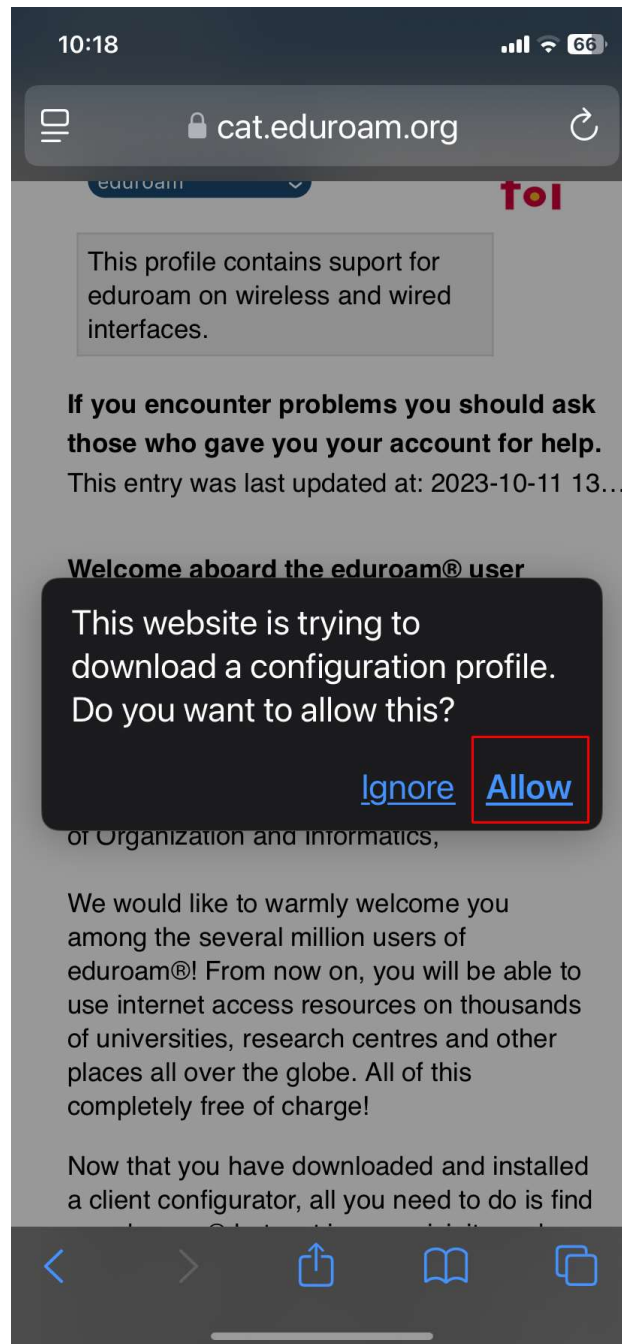 10:18
66
cat.eduroam.org
eduroam
foi
This profile contains suport for
eduroam on wireless and wired
interfaces.
If you encounter problems you should ask
those who gave you your account for help.
This entry was last updated at: 2023-10-11 13…
Welcome aboard the eduroam® user
This website is trying to
download a configuration profile.
Do you want to allow this?
Ignore Allow
of Organization and Informatics,
We would like to warmly welcome you
among the several million users of
eduroam®! From now on, you will be able to
use internet access resources on thousands
of universities, research centres and other
places all over the globe. All of this
completely free of charge!
Now that you have downloaded and installed
a client configurator, all you need to do is find